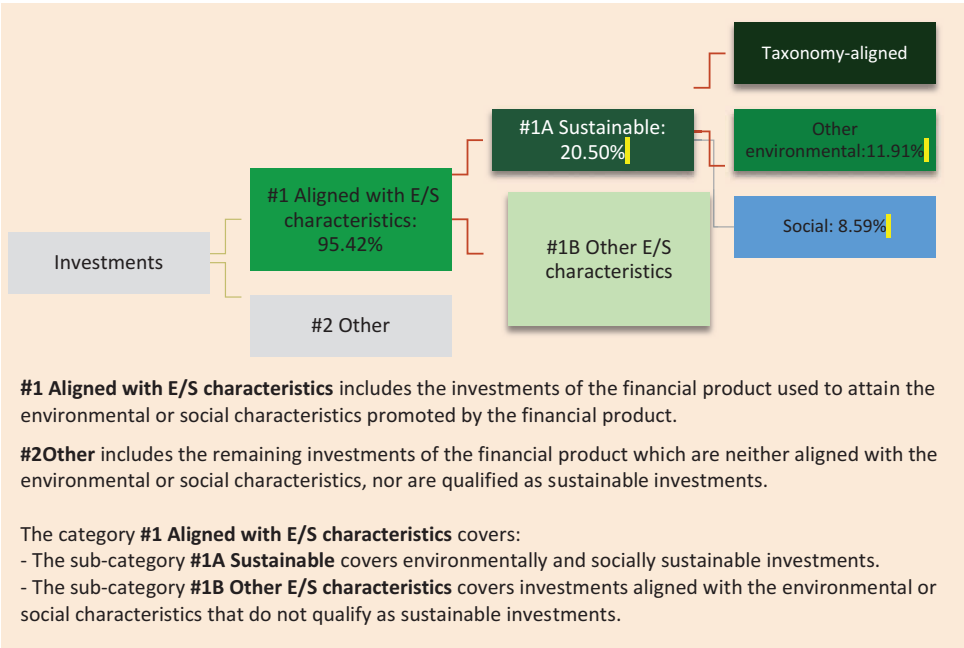 Taxonomy-aligned
#1A Sustainable:
20.50%
Other
environmental:11.91%
#1 Aligned with E/S
characteristics:
95.42%
Social: 8.59%
#1B Other E/S
characteristics
Investments
#2 Other
#1 Aligned with E/S characteristics includes the investments of the financial product used to attain the
environmental or social characteristics promoted by the financial product.
#2Other includes the remaining investments of the financial product which are neither aligned with the
environmental or social characteristics, nor are qualified as sustainable investments.
The category #1 Aligned with E/S characteristics covers:
- The sub-category #1A Sustainable covers environmentally and socially sustainable investments.
- The sub-category #1B Other E/S characteristics covers investments aligned with the environmental or
social characteristics that do not qualify as sustainable investments.